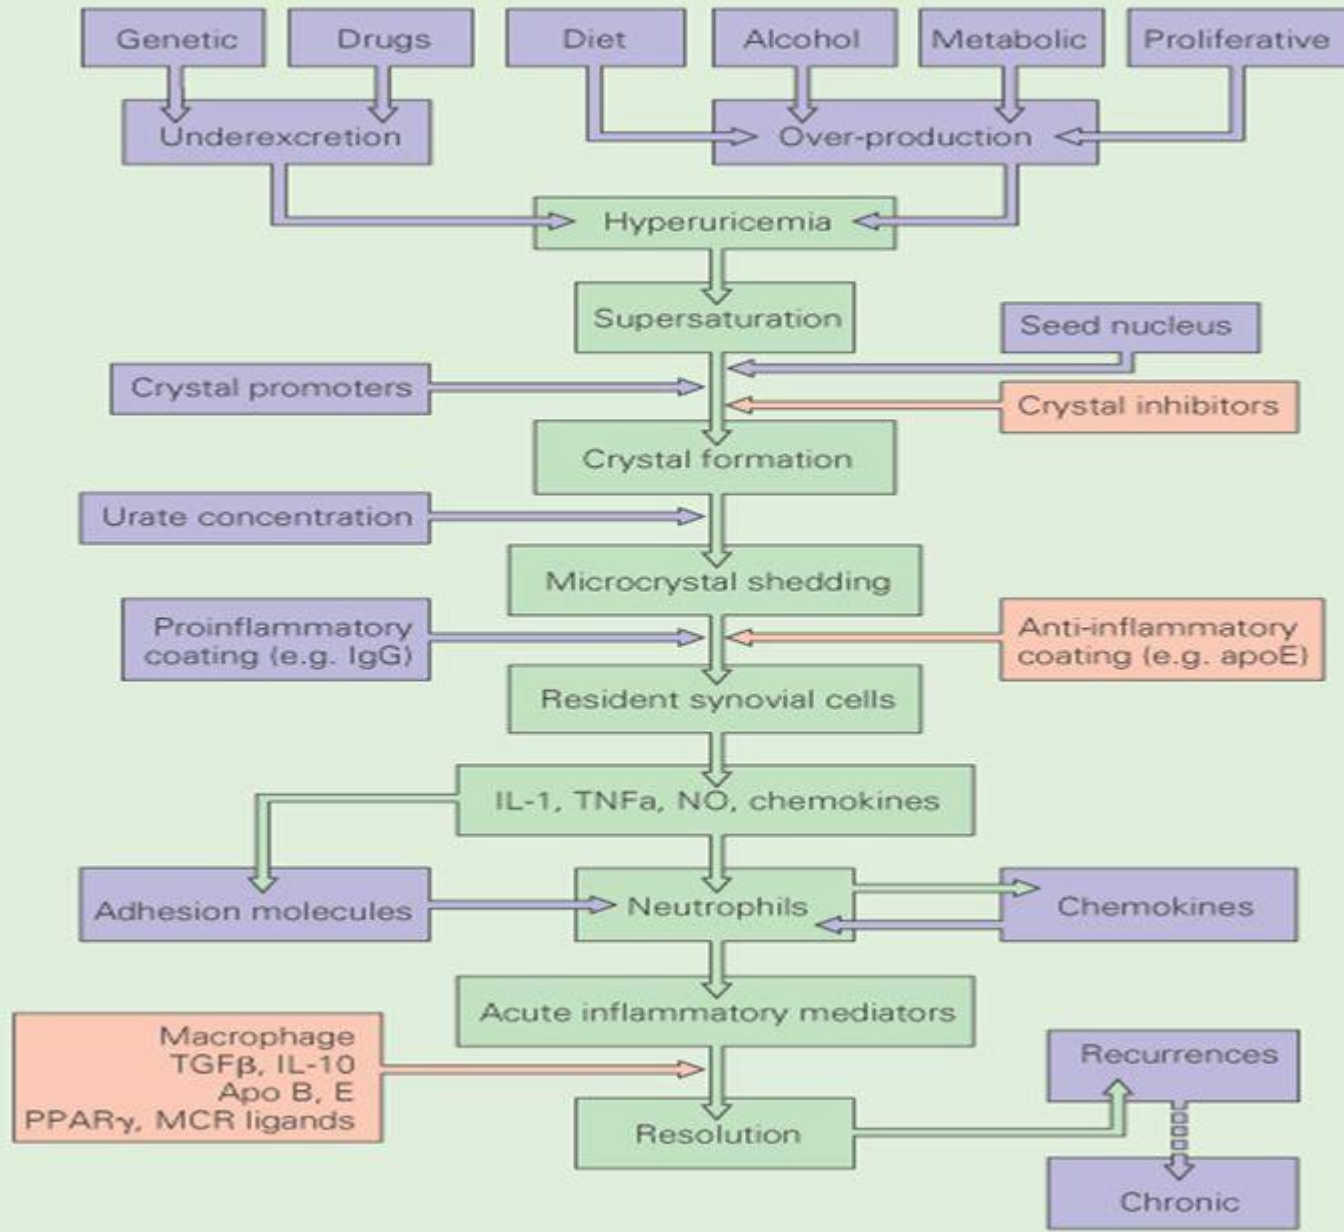 Genetic
Drugs
Diet
Alcohol
Metabolic
Proliferative
Underexcretion
Over-production
Hyperuricemia
Supersaturation
Seed nucleus
Crystal promoters
Crystal inhibitors
Crystal formation
Urate concentration
Microcrystal shedding
Proinflammatory
coating (e.g. IgG)
Anti-inflammatory
coating (e.g. apoE)
Resident synovial cells
IL-1, TNFa, NO, chemokines
Adhesion molecules
Neutrophils
Chemokines
Acute inflammatory mediators
Macrophage
TGFβ, IL-10
Apo B, E
PPARγ, MCR ligands
Recurrences
Resolution
Chronic